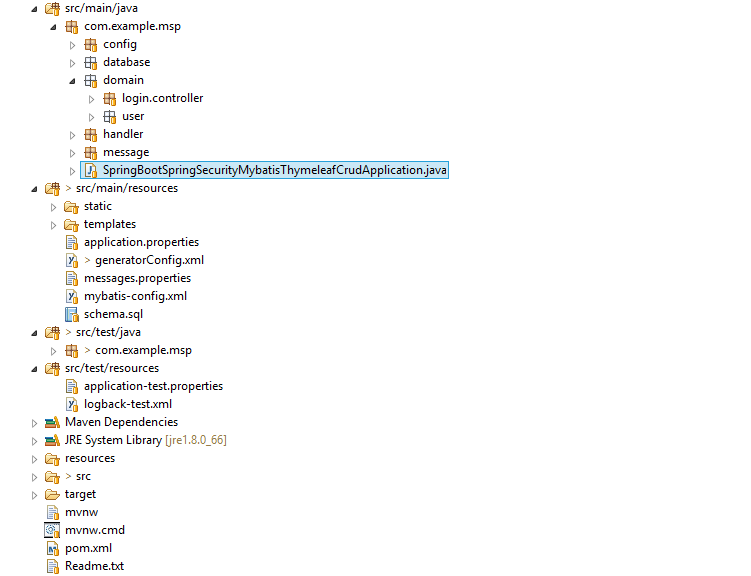 src/main/java
com.example.msp
config
database
domain
login.controller
user
handler
message
SpringBootSpringSecurityMybatisThymeleafCrudApplication.java
> src/main/resources
static
templates
application.properties
> generatorConfig.xml
messages.properties
mybatis-config.xml
schema.sql
> src/test/java
> com.example.msp
src/test/resources
application-test.properties
logback-test.xml
Maven Dependencies
JRE System Library [jre1.8.0_66]
resources
> src
target
mvnw
mvnw.cmd
pom.xml
Readme.txt